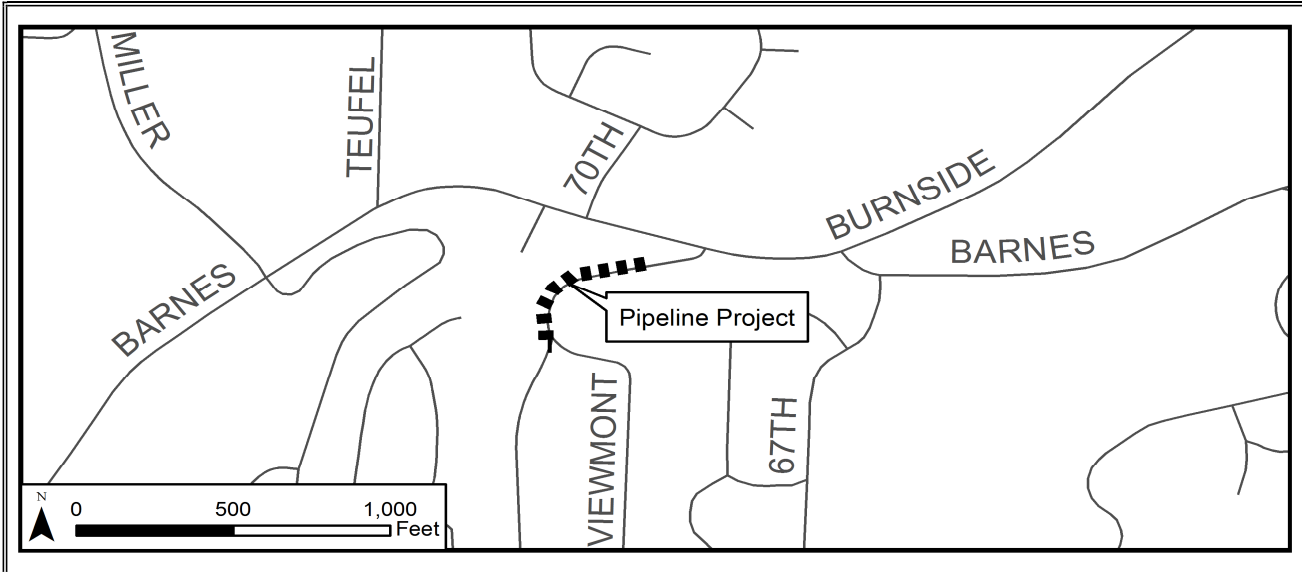 MILLER
TEUFEL
70TH
BURNSIDE
BARNES
BARNES
Pipeline Project
VIEWMONT
67TH
N
0 500 1,000
Feet